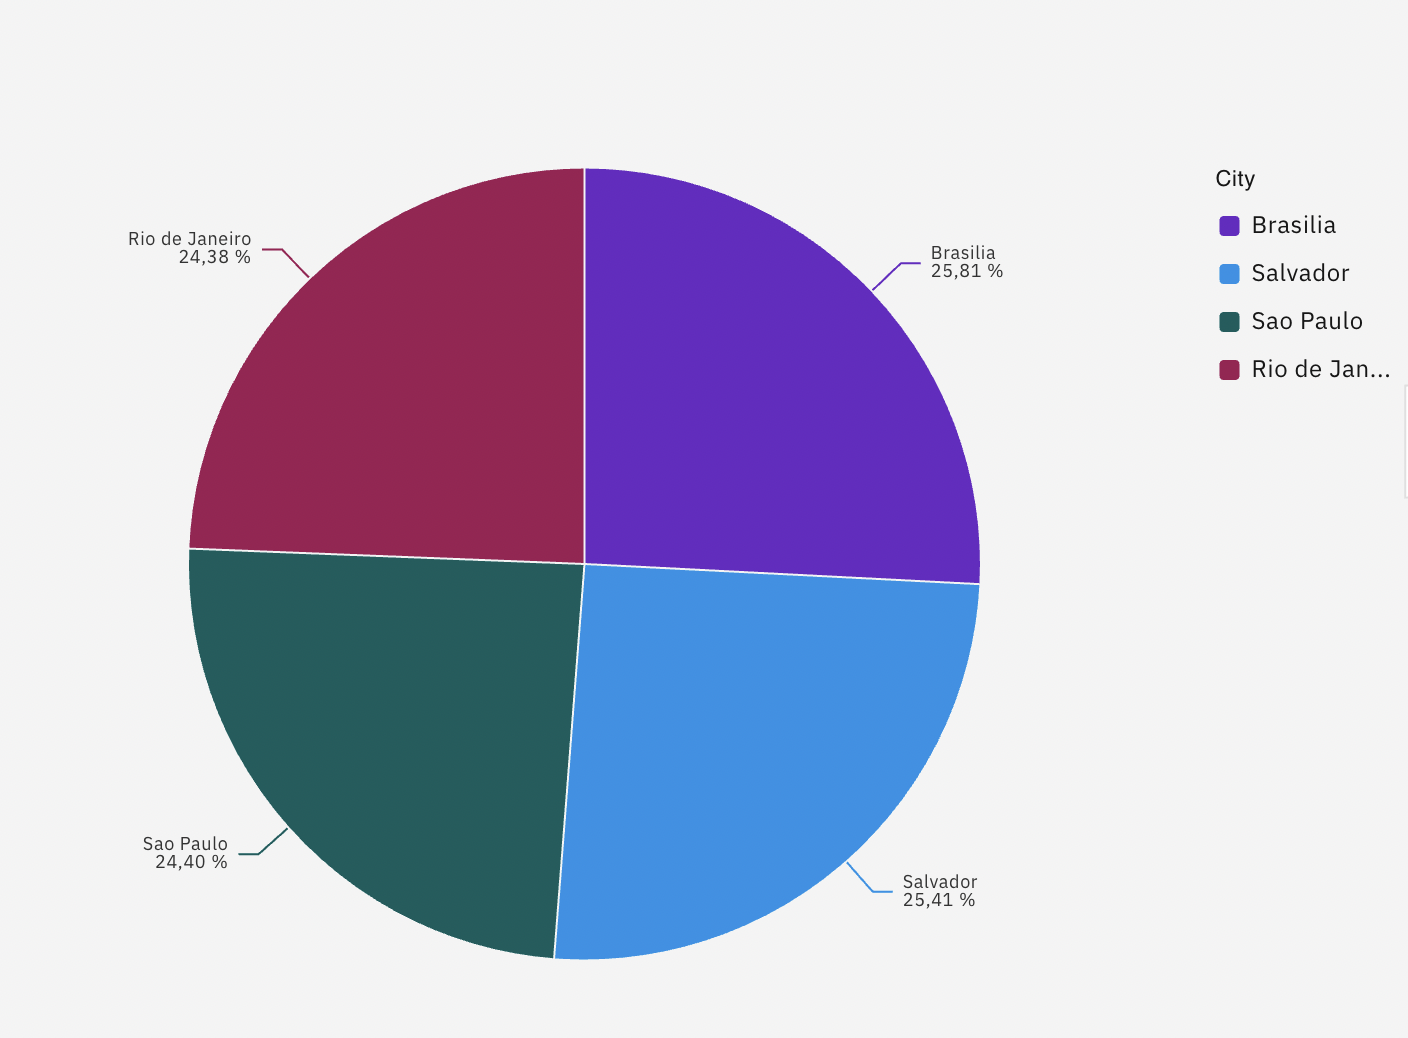 City
Brasilia
Salvador
Sao Paulo
Rio de Jan...
Rio de Janeiro
24,38 %
Brasilia
25,81 %
Sao Paulo
24,40 %
Salvador
25,41 %